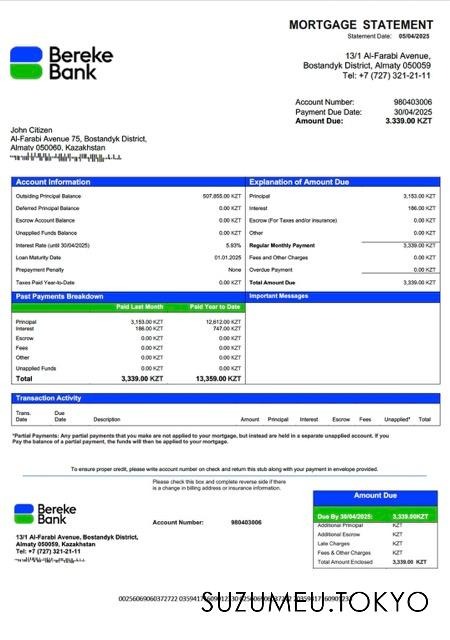 MORTGAGE STATEMENT
Statement Date: 05/04/2025
Bereke
Bank
13/1 Al-Farabi Avenue,
Bostandyk District, Almaty 050059
Tel: +7 (727) 321-21-11
Account Number: 980403006
Payment Due Date: 30/04/2025
Amount Due: 3.339.00 KZT
John Citizen
Al-Farabi Avenue 75, Bostandyk District,
Almaty 050060, Kazakhstan
Account Information
Outsiding Principal Balance 507,855.00 KZT
Deferred Principal Balance 0.00 KZT
Escrow Account Balance 0.00 KZT
Unapplied Funds Balance 0.00 KZT
Interest Rate (until 30/04/2025) 5.93%
Loan Maturity Date 01.01.2025
Prepayment Penalty None
Taxes Paid Year-to-Date 0.00 KZT
Explanation of Amount Due
Principal 3,153.00 KZT
Interest 186.00 KZT
Escrow (For Taxes and/or insurance) 0.00 KZT
Other 0.00 KZT
Regular Monthly Payment 3,339.00 KZT
Fees and Other Charges 0.00 KZT
Overdue Payment 0.00 KZT
Total Amount Due 3,339.00 KZT
Past Payments Breakdown
Paid Last Month Paid Year to Date
Principal 3,153.00 KZT 12,612.00 KZT
Interest 186.00 KZT 747.00 KZT
Escrow 0.00 KZT 0.00 KZT
Fees 0.00 KZT 0.00 KZT
Other 0.00 KZT 0.00 KZT
Unapplied Funds 0.00 KZT 0.00 KZT
Total 3,339.00 KZT 13,359.00 KZT
Important Messages
Transaction Activity
Trans. Date Due Date Description Amount Principal Interest Escrow Fees Unapplied* Total
*Partial Payments: Any partial payments that you make are not applied to your mortgage, but instead are held in a separate unapplied account. If you
Pay the balance of a partial payment, the funds will then be applied to your mortgage.
To ensure proper credit, please write account number on check and return this stub along with your payment in envelope provided.
Please check this box and complete reverse side if there
is a change in billing address or insurance information.
Bereke
Bank
Account Number: 980403006
13/1 Al-Farabi Avenue, Bostandyk District,
Almaty 050059, Kazakhstan
Tel: +7 (727) 321-21-11
Amount Due
Due By 30/04/2025: 3,339.00KZT
Additional Principal KZT
Additional Escrow KZT
Late Charges KZT
Fees & Other Charges KZT
Total Amount Enclosed 3,339.00 KZT
SUZUMEU.TOKYO